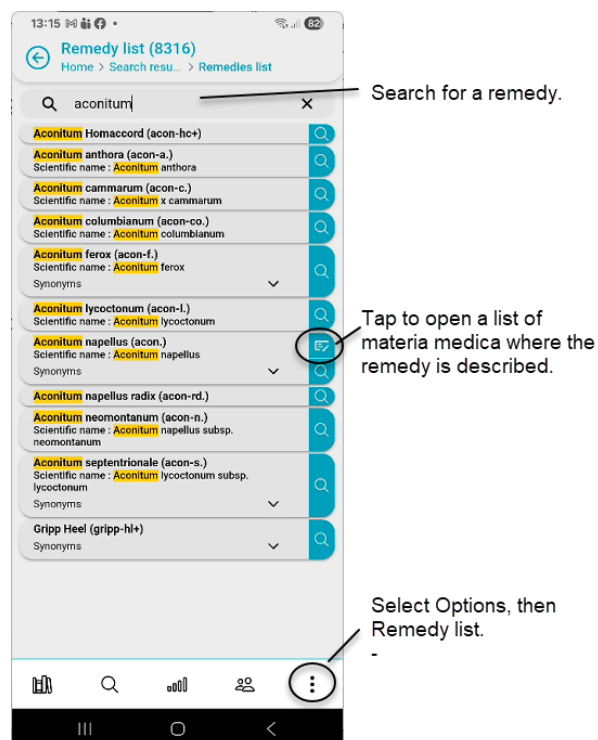 13:15
82
Remedy list (8316)
Home > Search resu... > Remedies list
aconitum
Search for a remedy.
Aconitum Homaccord (acon-hc+)
Aconitum anthora (acon-a.)
Scientific name : Aconitum anthora
Aconitum cammarum (acon-c.)
Scientific name : Aconitum x cammarum
Aconitum columbianum (acon-co.)
Scientific name : Aconitum columbianum
Aconitum ferox (acon-f.)
Scientific name : Aconitum ferox
Synonyms
Aconitum lycoctonum (acon-l.)
Scientific name : Aconitum lycoctonum
Aconitum napellus (acon.)
Scientific name : Aconitum napellus
Synonyms
Tap to open a list of
materia medica where the
remedy is described.
Aconitum napellus radix (acon-rd.)
Aconitum neomontanum (acon-n.)
Scientific name : Aconitum napellus subsp.
neomontanum
Aconitum septentrionale (acon-s.)
Scientific name : Aconitum lycoctonum subsp.
lycoctonum
Synonyms
Gripp Heel (gripp-hl+)
Synonyms
Select Options, then
Remedy list.
-